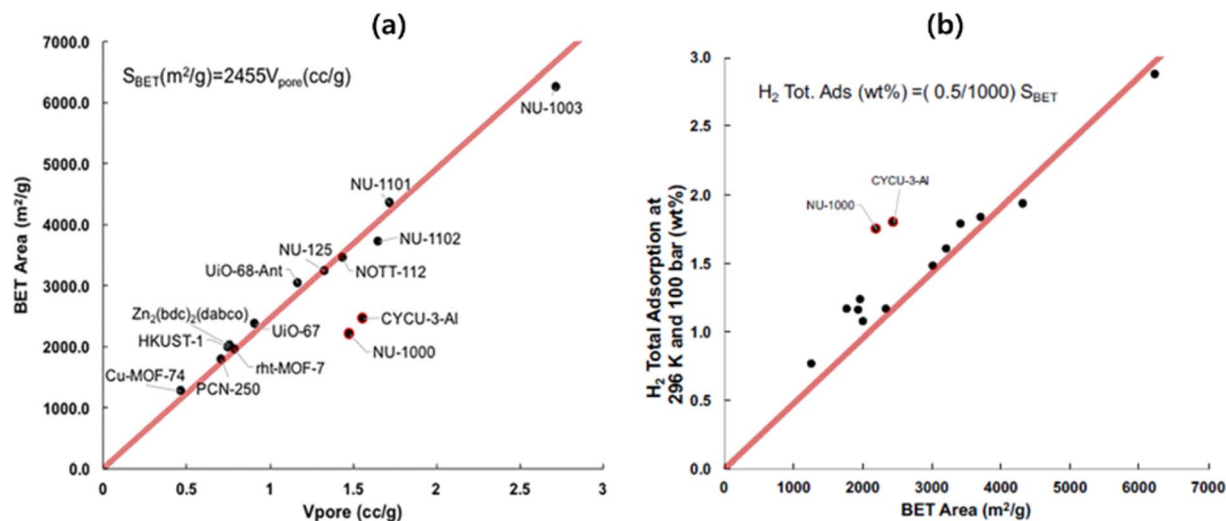 (a)
S_BET(m²/g)=2455V_pore(cc/g)
7000.0
6000.0
5000.0
4000.0
3000.0
2000.0
1000.0
0.0
BET Area (m²/g)
NU-1003
NU-1101
NU-1102
NU-125
NOTT-112
UiO-68-Ant
CYCU-3-Al
Zn₂(bdc)₂(dabco)
UiO-67
HKUST-1
NU-1000
rht-MOF-7
Cu-MOF-74
PCN-250
0
0.5
1
1.5
2
2.5
3
Vpore (cc/g)
(b)
H₂ Tot. Ads (wt%) =( 0.5/1000) S_BET
3.0
2.5
2.0
1.5
1.0
0.5
0.0
H₂ Total Adsorption at
296 K and 100 bar (wt%)
CYCU-3-Al
NU-1000
0
1000
2000
3000
4000
5000
6000
7000
BET Area (m²/g)